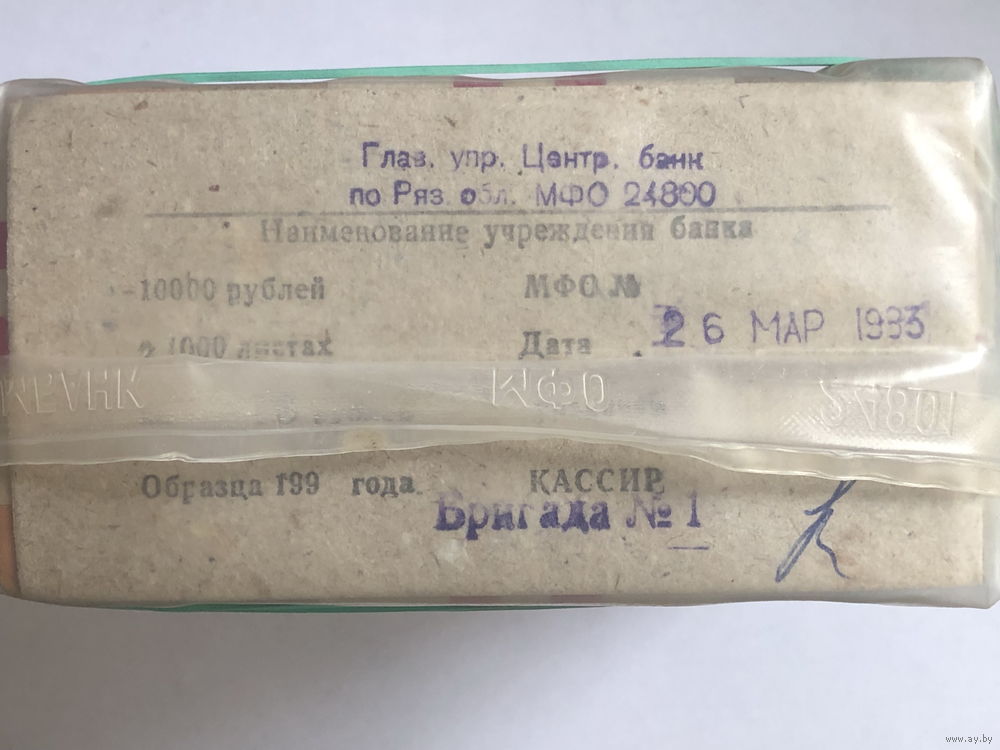 Глав. упр. Центр. банк
по Ряз. обл. МФО 24800
Наименование учреждения банка
-10000 рублей МФО №
1000 листах Дата 26 МАР 1993
МФО
Образца 199 года КАССИР
Бригада № 1
www.ay.by